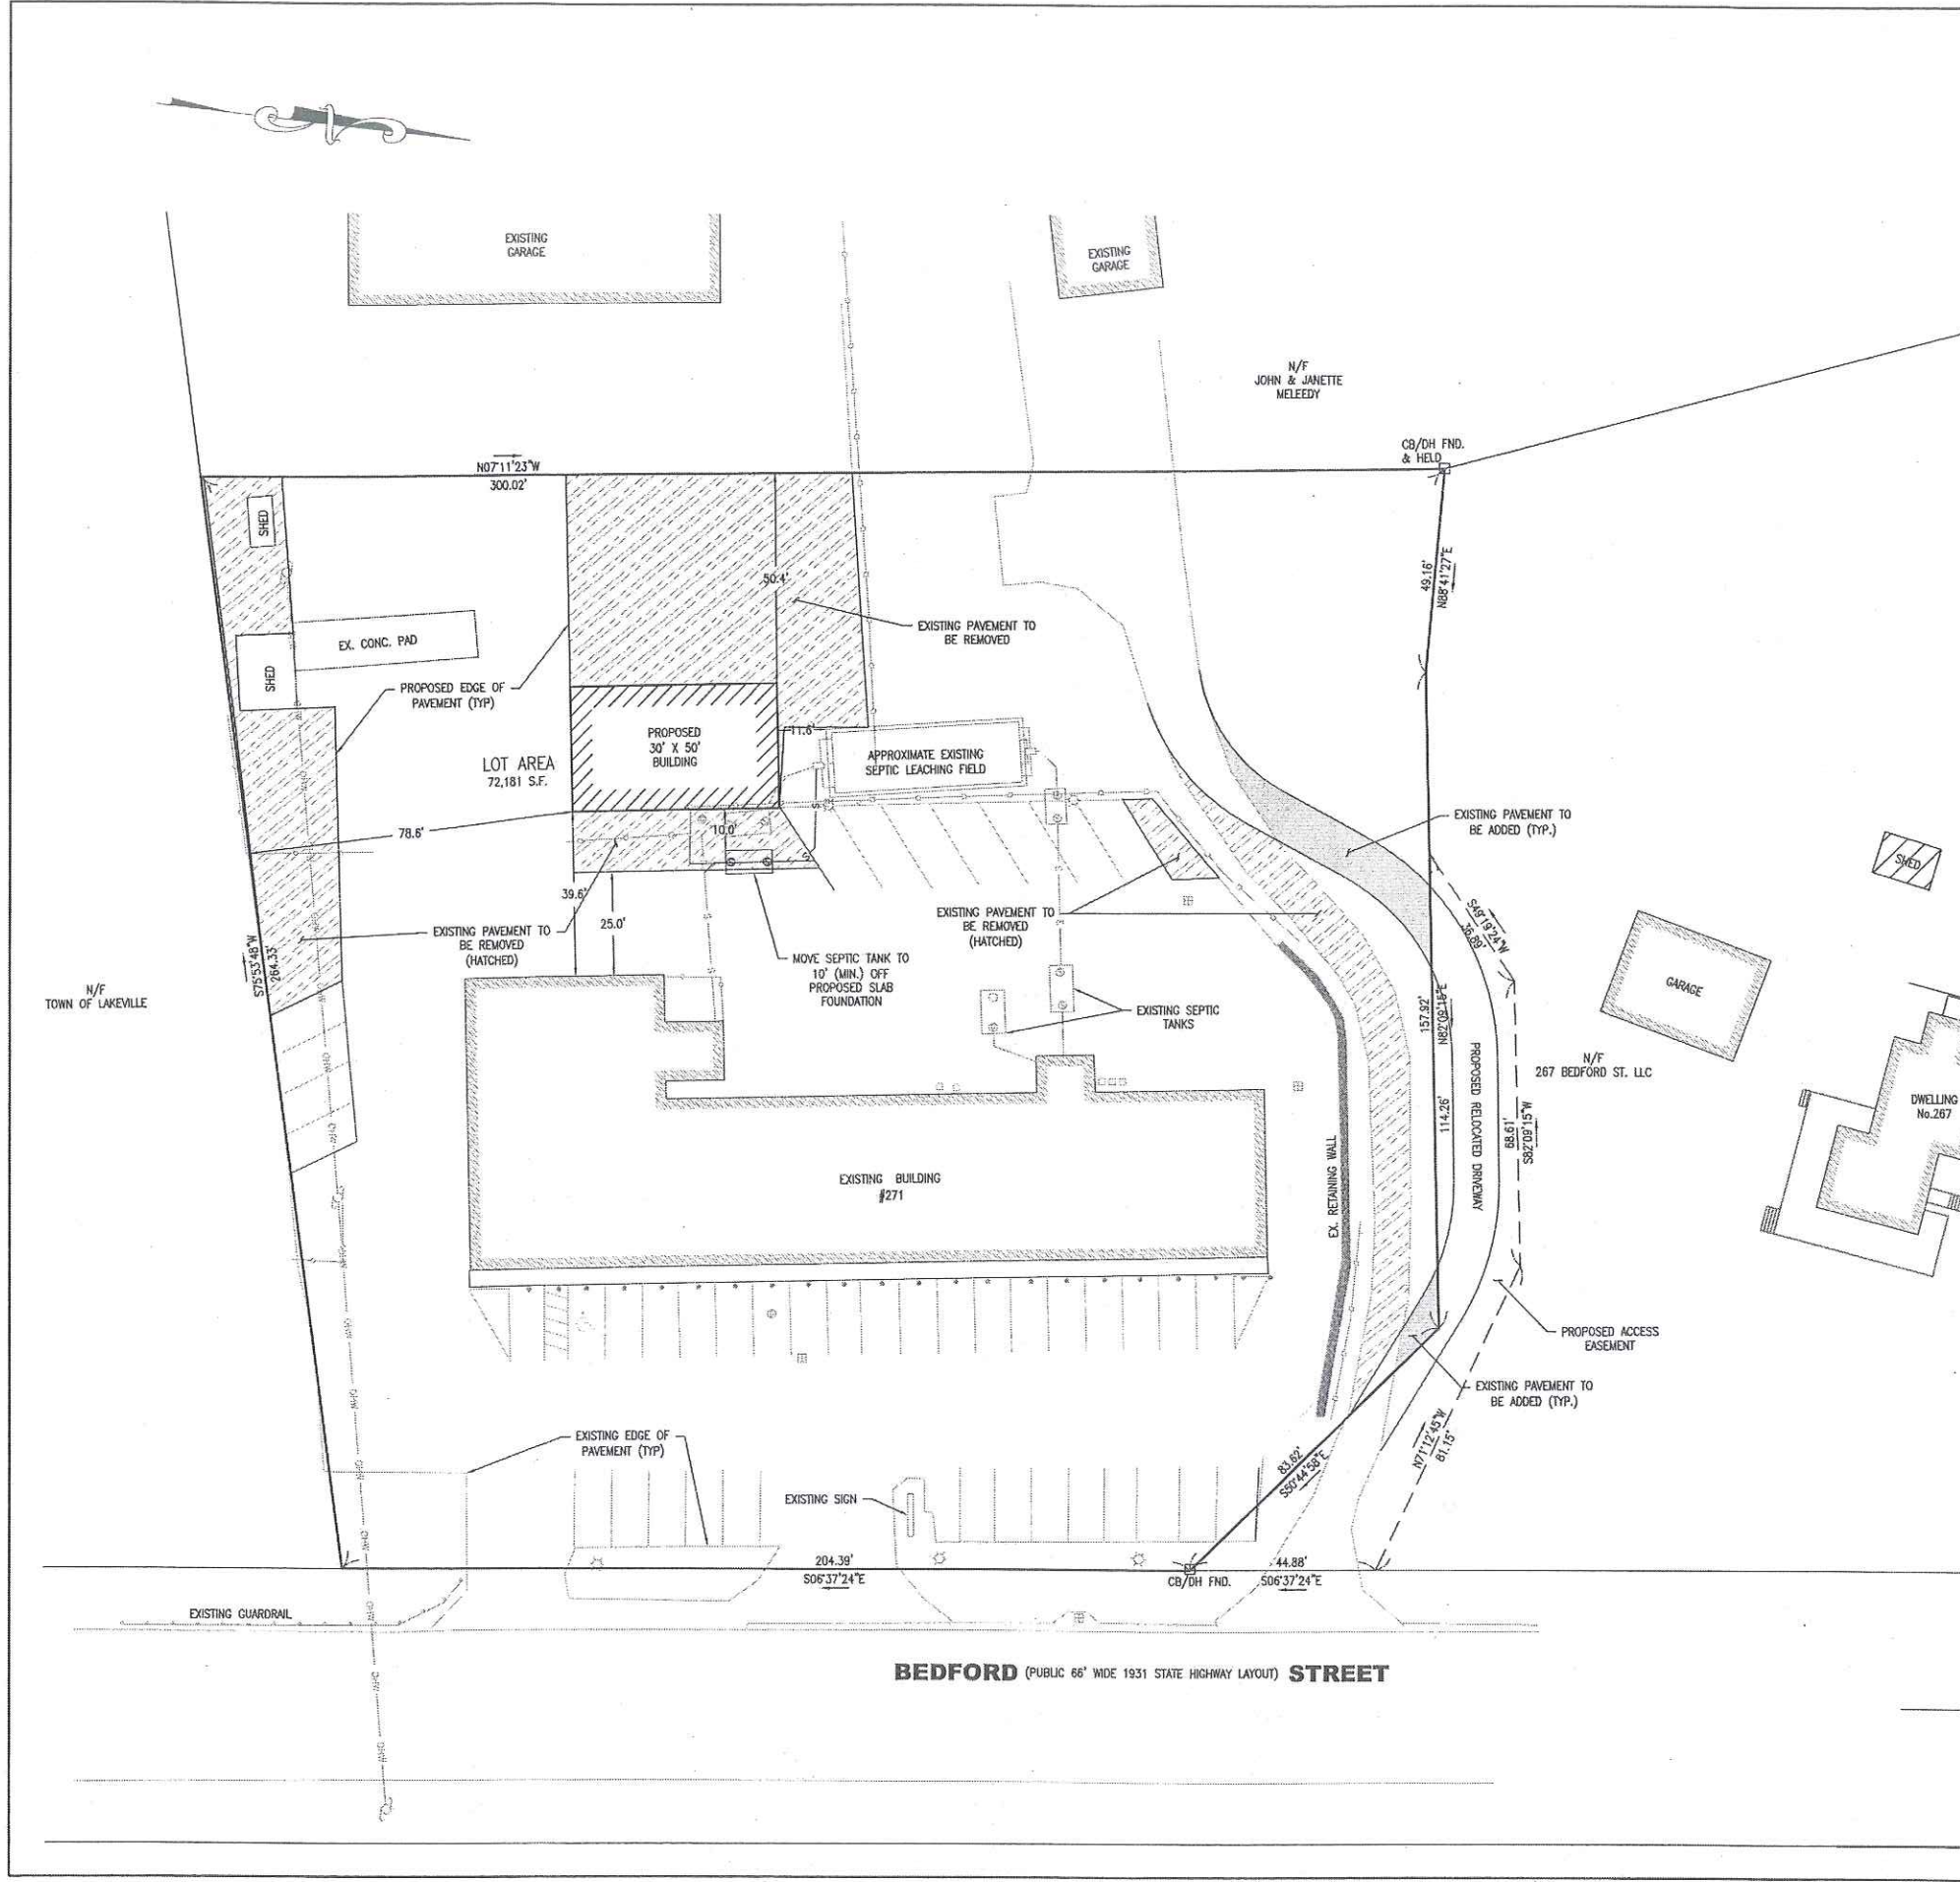 EXISTING
GARAGE
EXISTING
GARAGE
N/F
JOHN & JANETTE
MELEEDY
CB/DH FND.
& HELD
N07°11'23"W
300.02'
SHED
49.16'
N88°41'27"E
50.4'
EXISTING PAVEMENT TO
BE REMOVED
EX. CONC. PAD
SHED
PROPOSED EDGE OF
PAVEMENT (TYP)
PROPOSED
30' X 50'
BUILDING
11.6'
APPROXIMATE EXISTING
SEPTIC LEACHING FIELD
LOT AREA
72,181 S.F.
78.6'
10.0'
EXISTING PAVEMENT TO
BE ADDED (TYP.)
SHED
39.6'
25.0'
EXISTING PAVEMENT TO
BE REMOVED
(HATCHED)
EXISTING PAVEMENT TO
BE REMOVED
(HATCHED)
S49°19'24"W
36.89'
S75°53'48"W
264.33'
MOVE SEPTIC TANK TO
10' (MIN.) OFF
PROPOSED SLAB
FOUNDATION
N/F
TOWN OF LAKEVILLE
GARAGE
EXISTING SEPTIC
TANKS
157.92'
N82°09'15"E
N/F
267 BEDFORD ST. LLC
PROPOSED RELOCATED DRIVEWAY
114.26'
68.61'
S82°09'15"W
DWELLING
No.267
EXISTING BUILDING
#271
EX. RETAINING WALL
PROPOSED ACCESS
EASEMENT
EXISTING PAVEMENT TO
BE ADDED (TYP.)
N71°12'45"W
81.15'
EXISTING EDGE OF
PAVEMENT (TYP)
83.62'
S50°44'58"E
EXISTING SIGN
204.39'
S06°37'24"E
CB/DH FND.
44.88'
S06°37'24"E
EXISTING GUARDRAIL
OHW
OHW
OHW
OHW
OHW
OHW
OHW
OHW
BEDFORD (PUBLIC 66' WIDE 1931 STATE HIGHWAY LAYOUT) STREET